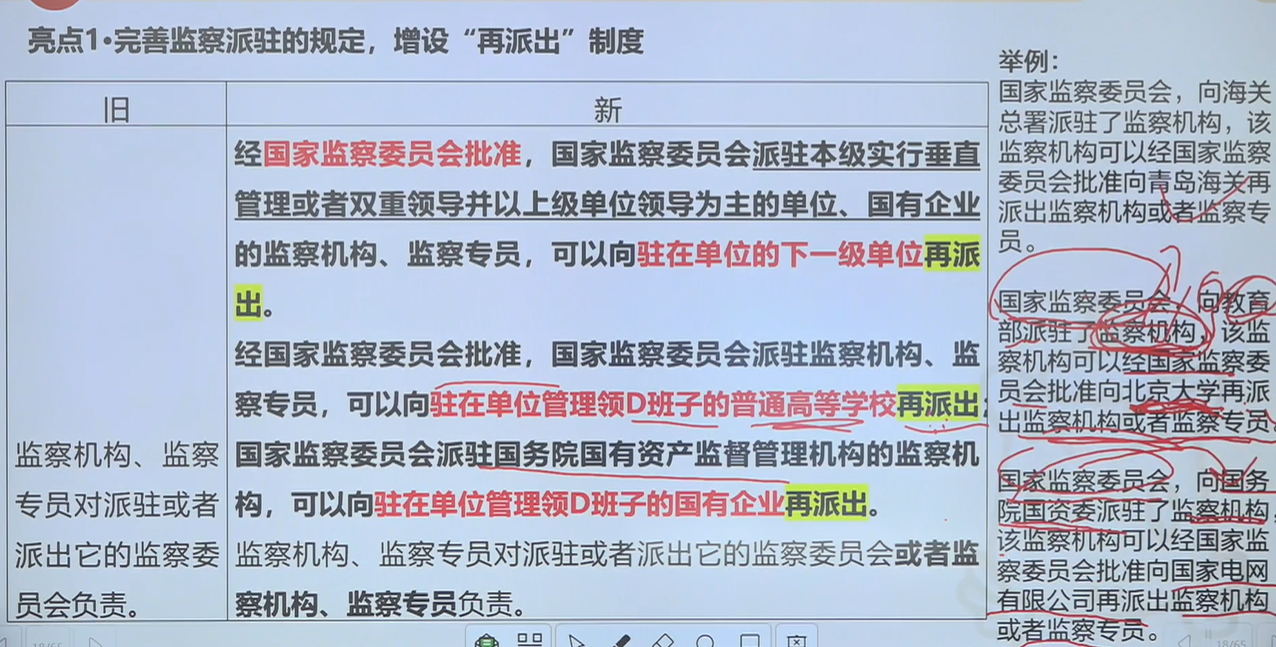 亮点1•完善监察派驻的规定，增设“再派出”制度
旧
新
监察机构、监察
专员对派驻或者
派出它的监察委
员会负责。
经国家监察委员会批准，国家监察委员会派驻本级实行垂直
管理或者双重领导并以上级单位领导为主的单位、国有企业
的监察机构、监察专员，可以向驻在单位的下一级单位再派
出。
经国家监察委员会批准，国家监察委员会派驻监察机构、监
察专员，可以向驻在单位管理领D班子的普通高等学校再派出；
国家监察委员会派驻国务院国有资产监督管理机构的监察机
构，可以向驻在单位管理领D班子的国有企业再派出。
监察机构、监察专员对派驻或者派出它的监察委员会或者监
察机构、监察专员负责。
举例：
国家监察委员会，向海关
总署派驻了监察机构，该
监察机构可以经国家监察
委员会批准向青岛海关再
派出监察机构或者监察专
员。
国家监察委员会，向教育
部派驻了监察机构，该监
察机构可以经国家监察委
员会批准向北京大学再派
出监察机构或者监察专员
国家监察委员会，向国务
院国资委派驻了监察机构，
该监察机构可以经国家监
察委员会批准向国家电网
有限公司再派出监察机构
或者监察专员。
18/65
18/65